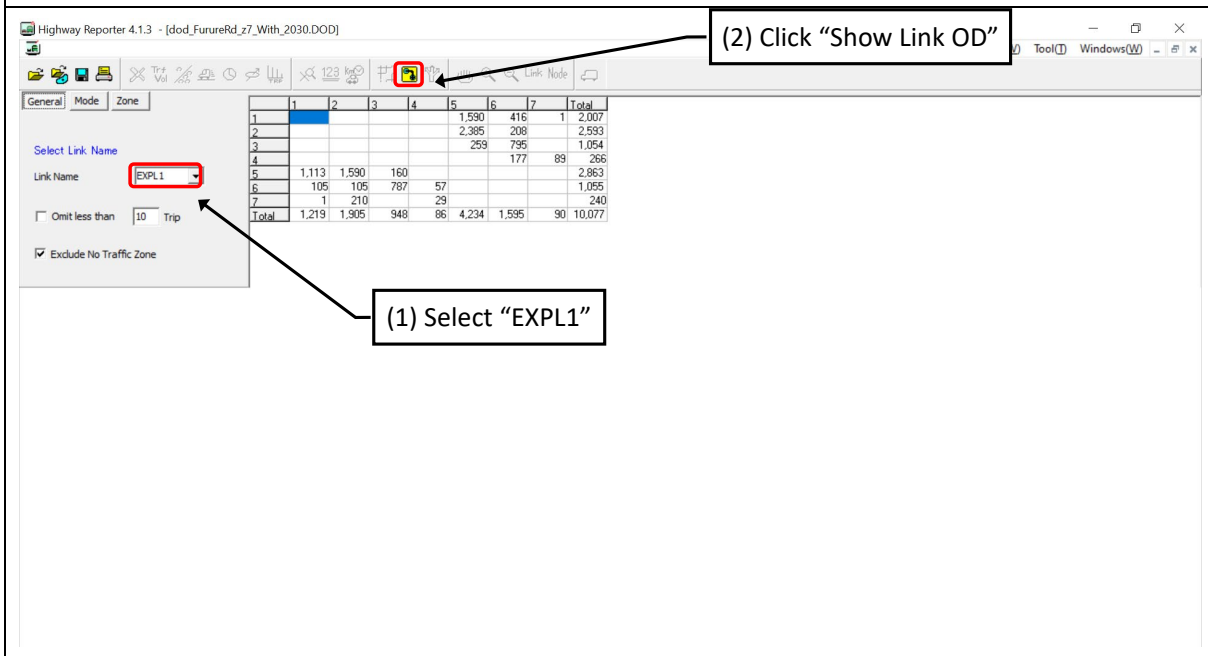 Highway Reporter 4.1.3 - [dod_FurureRd_z7_With_2030.DOD]
(2) Click “Show Link OD”
Tool(T) Windows(W)
Trf Vol 123 Link Node
General Mode Zone
1 2 3 4 5 6 7 Total
1 1,590 416 1 2,007
2 2,385 208 2,593
3 259 795 1,054
4 177 89 266
5 1,113 1,590 160 2,863
6 105 105 787 57 1,055
7 1 210 29 240
Total 1,219 1,905 948 86 4,234 1,595 90 10,077
Select Link Name
Link Name EXPL1
Omit less than 10 Trip
Exclude No Traffic Zone
(1) Select “EXPL1”